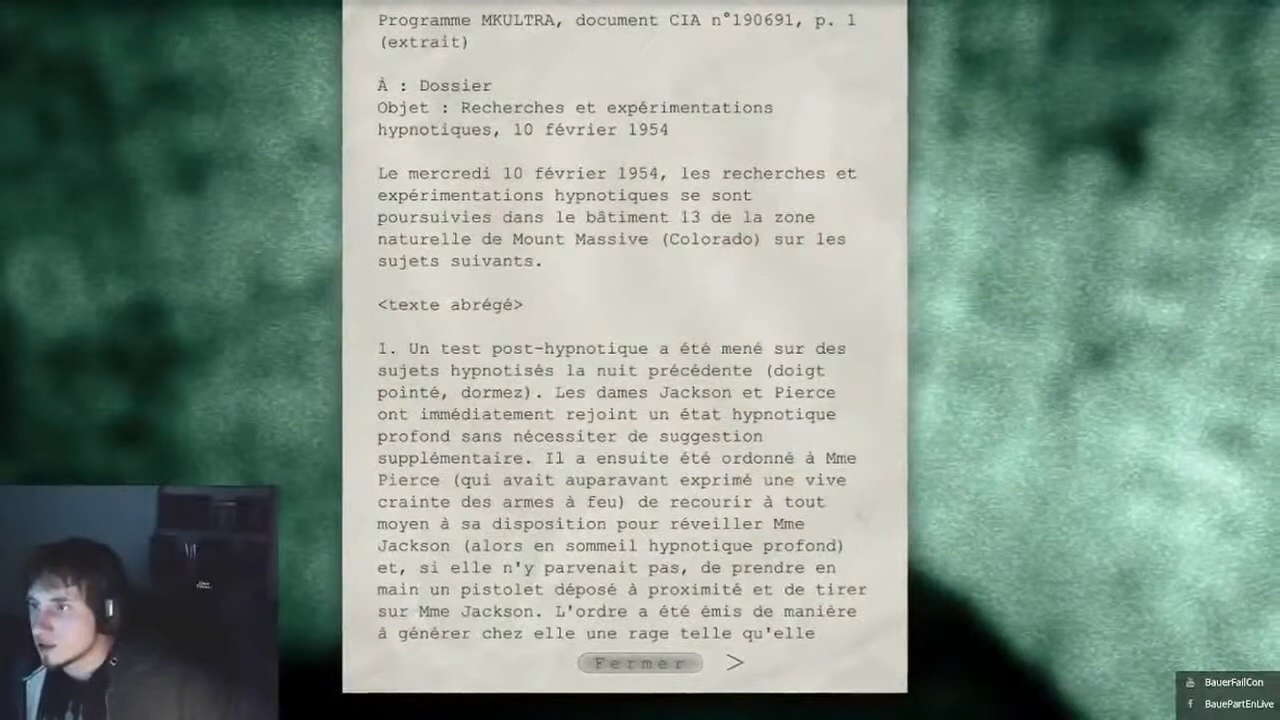 Programme MKULTRA, document CIA n°190691, p. 1
(extrait)
À : Dossier
Objet : Recherches et expérimentations
hypnotiques, 10 février 1954
Le mercredi 10 février 1954, les recherches et
expérimentations hypnotiques se sont
poursuivies dans le bâtiment 13 de la zone
naturelle de Mount Massive (Colorado) sur les
sujets suivants.
<texte abrégé>
1. Un test post-hypnotique a été mené sur des
sujets hypnotisés la nuit précédente (doigt
pointé, dormez). Les dames Jackson et Pierce
ont immédiatement rejoint un état hypnotique
profond sans nécessiter de suggestion
supplémentaire. Il a ensuite été ordonné à Mme
Pierce (qui avait auparavant exprimé une vive
crainte des armes à feu) de recourir à tout
moyen à sa disposition pour réveiller Mme
Jackson (alors en sommeil hypnotique profond)
et, si elle n'y parvenait pas, de prendre en
main un pistolet déposé à proximité et de tirer
sur Mme Jackson. L'ordre a été émis de manière
à générer chez elle une rage telle qu'elle
Fermer >
BauerFailCon
BauePartEnLive